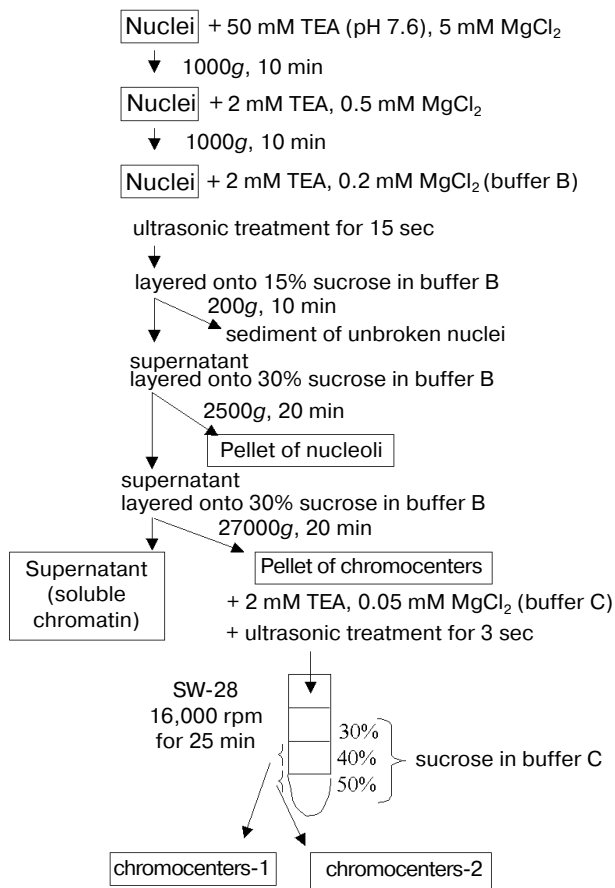 Nuclei + 50 mM TEA (pH 7.6), 5 mM MgCl2
1000g, 10 min
Nuclei + 2 mM TEA, 0.5 mM MgCl2
1000g, 10 min
Nuclei + 2 mM TEA, 0.2 mM MgCl2 (buffer B)
ultrasonic treatment for 15 sec
layered onto 15% sucrose in buffer B
200g, 10 min
sediment of unbroken nuclei
supernatant
layered onto 30% sucrose in buffer B
2500g, 20 min
Pellet of nucleoli
supernatant
layered onto 30% sucrose in buffer B
27000g, 20 min
Supernatant
(soluble
chromatin)
Pellet of chromocenters
+ 2 mM TEA, 0.05 mM MgCl2 (buffer C)
+ ultrasonic treatment for 3 sec
SW-28
16,000 rpm
for 25 min
30%
40%
50%
sucrose in buffer C
chromocenters-1
chromocenters-2